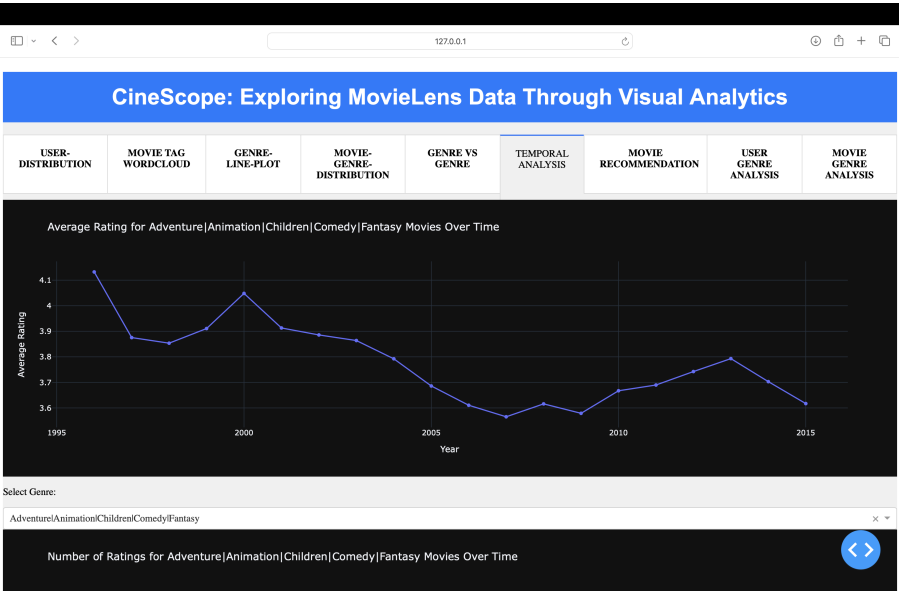 127.0.0.1
CineScope: Exploring MovieLens Data Through Visual Analytics
USER-
DISTRIBUTION
MOVIE TAG
WORDCLOUD
GENRE-
LINE-PLOT
MOVIE-
GENRE-
DISTRIBUTION
GENRE VS
GENRE
TEMPORAL
ANALYSIS
MOVIE
RECOMMENDATION
USER
GENRE
ANALYSIS
MOVIE
GENRE
ANALYSIS
Average Rating for Adventure|Animation|Children|Comedy|Fantasy Movies Over Time
4.1
4
3.9
3.8
3.7
3.6
Average Rating
1995
2000
2005
2010
2015
Year
Select Genre:
Adventure|Animation|Children|Comedy|Fantasy
Number of Ratings for Adventure|Animation|Children|Comedy|Fantasy Movies Over Time